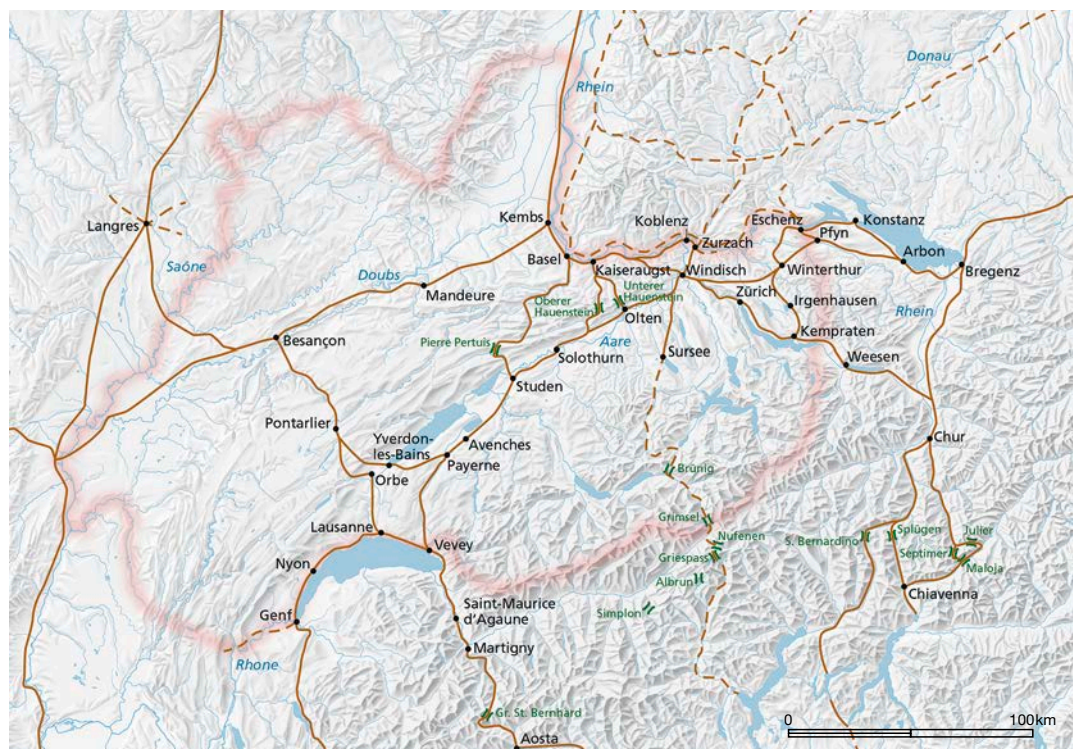 Donau
Rhein
Langres
Kembs
Koblenz
Eschenz
Konstanz
Zurzach
Pfyn
Saône
Doubs
Basel
Kaiseraugst
Windisch
Winterthur
Arbon
Bregenz
Mandeure
Oberer
Hauenstein
Unterer
Hauenstein
Zürich
Irgenhausen
Rhein
Olten
Besançon
Pierre Pertuis
Aare
Kempraten
Solothurn
Sursee
Weesen
Studen
Pontarlier
Yverdon-
les-Bains
Avenches
Chur
Payerne
Orbe
Brünig
Lausanne
Grimsel
Vevey
Nufenen
S. Bernardino
Splügen
Julier
Griespass
Septimer
Nyon
Albrun
Maloja
Chiavenna
Genf
Saint-Maurice
d'Agaune
Simplon
Martigny
Rhone
Gr. St. Bernhard
Aosta
0
100 km